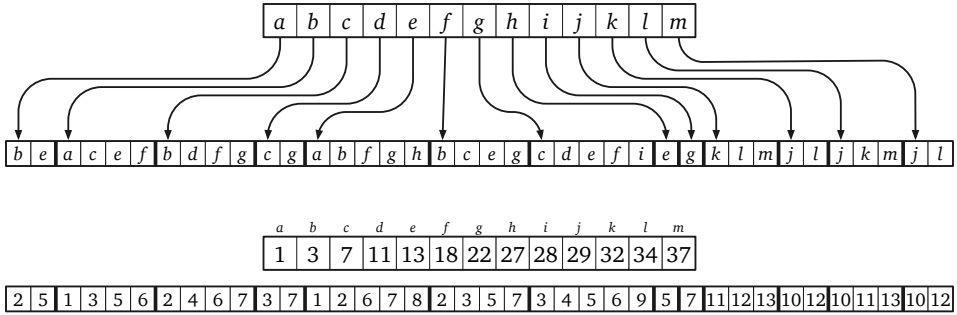 a b c d e f g h i j k l m
b e a c e f b d f g c g a b f g h b c e g c d e f i e g k l m j l j k m j l
a b c d e f g h i j k l m
1 3 7 11 13 18 22 27 28 29 32 34 37
2 5 1 3 5 6 2 4 6 7 3 7 1 2 6 7 8 2 3 5 7 3 4 5 6 9 5 7 11 12 13 10 12 10 11 13 10 12